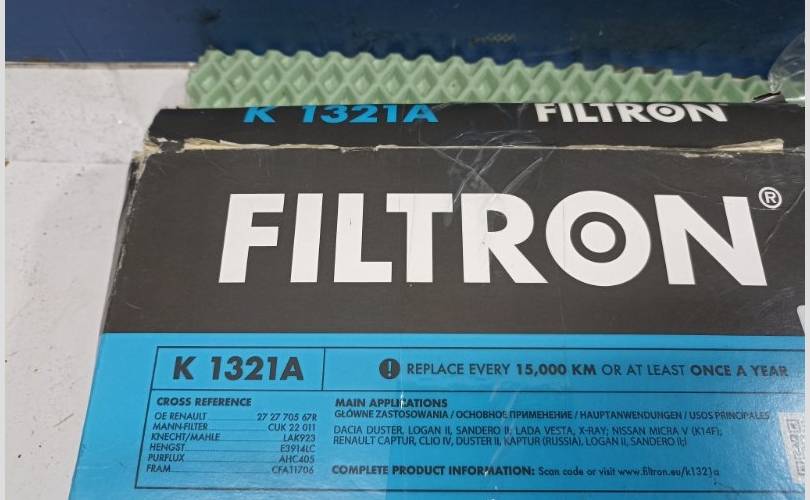 K 1321A FILTRON
FILTRON®
K 1321A
! REPLACE EVERY 15,000 KM OR AT LEAST ONCE A YEAR
CROSS REFERENCE
OE RENAULT 27 27 705 67R
MANN-FILTER CUK 22 011
KNECHT/MAHLE LAK923
HENGST E3914LC
PURFLUX AHC405
FRAM CFA11706
MAIN APPLICATIONS
GŁÓWNE ZASTOSOWANIA / ОСНОВНОЕ ПРИМЕНЕНИЕ / HAUPTANWENDUNGEN / USOS PRINCIPALES
DACIA DUSTER, LOGAN II, SANDERO II; LADA VESTA, X-RAY; NISSAN MICRA V (K14F);
RENAULT CAPTUR, CLIO IV, DUSTER II, KAPTUR (RUSSIA), LOGAN II, SANDERO II;
COMPLETE PRODUCT INFORMATION: Scan code or visit www.filtron.eu/k1321a